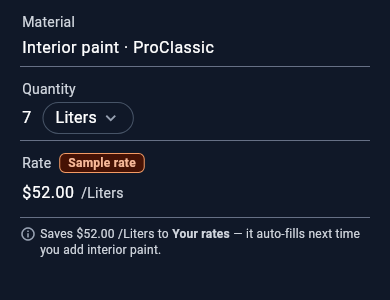 Material
Interior paint · ProClassic
Quantity
7 Liters
Rate Sample rate
$52.00 /Liters
Saves $52.00 /Liters to Your rates — it auto-fills next time
you add interior paint.